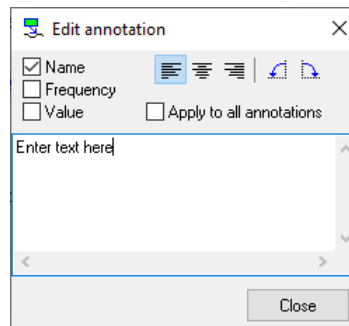 Edit annotation
Name
Frequency
Value
Apply to all annotations
Enter text here
Close